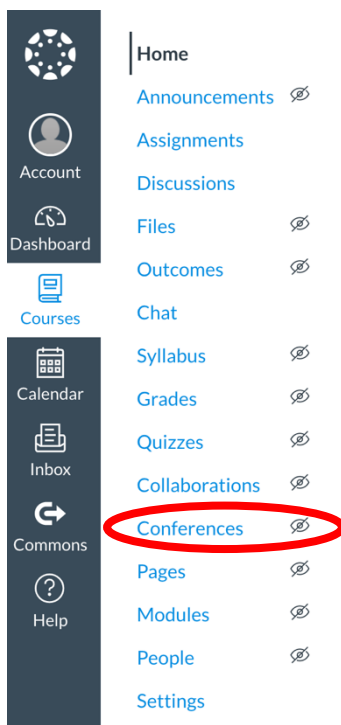 Account
Dashboard
Courses
Calendar
Inbox
Commons
Help
Home
Announcements
Assignments
Discussions
Files
Outcomes
Chat
Syllabus
Grades
Quizzes
Collaborations
Conferences
Pages
Modules
People
Settings